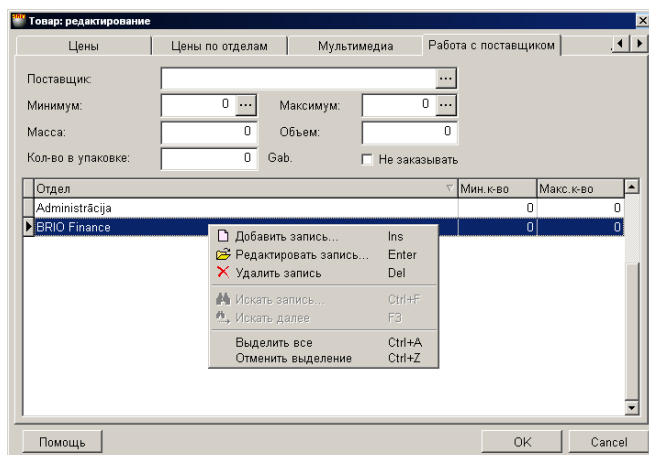 BRIO Товар: редактирование
Цены Цены по отделам Мультимедиа Работа с поставщиком
Поставщик: ...
Минимум: 0 ... Максимум: 0 ...
Масса: 0 Объем: 0
Кол-во в упаковке: 0 Gab. Не заказывать
Отдел Мин.к-во Макс.к-во
Administrācija 0 0
BRIO Finance 0 0
Добавить запись... Ins
Редактировать запись... Enter
Удалить запись Del
Искать запись... Ctrl+F
Искать далее F3
Выделить все Ctrl+A
Отменить выделение Ctrl+Z
Помощь OK Cancel